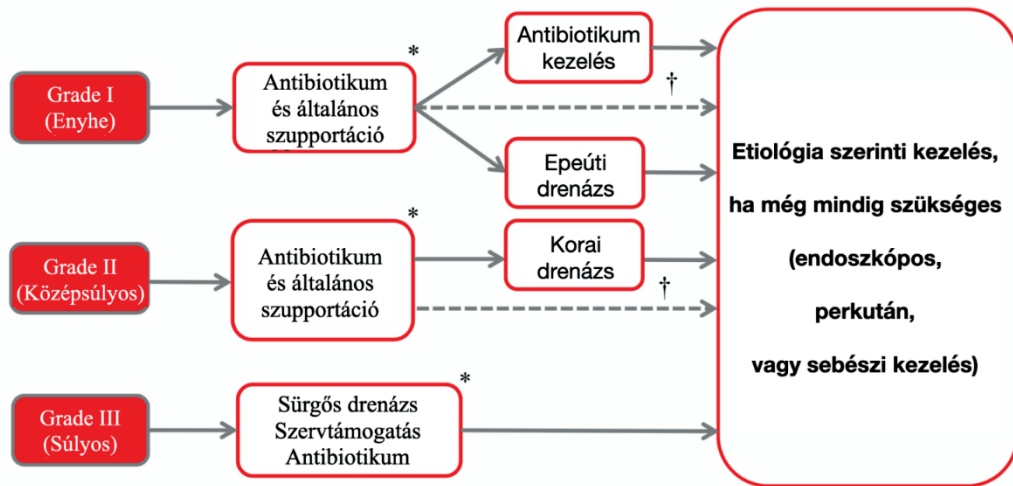 Grade I
(Enyhe)
Antibiotikum
és általános
szupportáció
*
Antibiotikum
kezelés
†
Epeúti
drenázs
Grade II
(Középsúlyos)
Antibiotikum
és általános
szupportáció
*
Korai
drenázs
†
Grade III
(Súlyos)
Sürgős drenázs
Szervtámogatás
Antibiotikum
*
Etiológia szerinti kezelés,
ha még mindig szükséges
(endoszkópos,
perkután,
vagy sebészi kezelés)